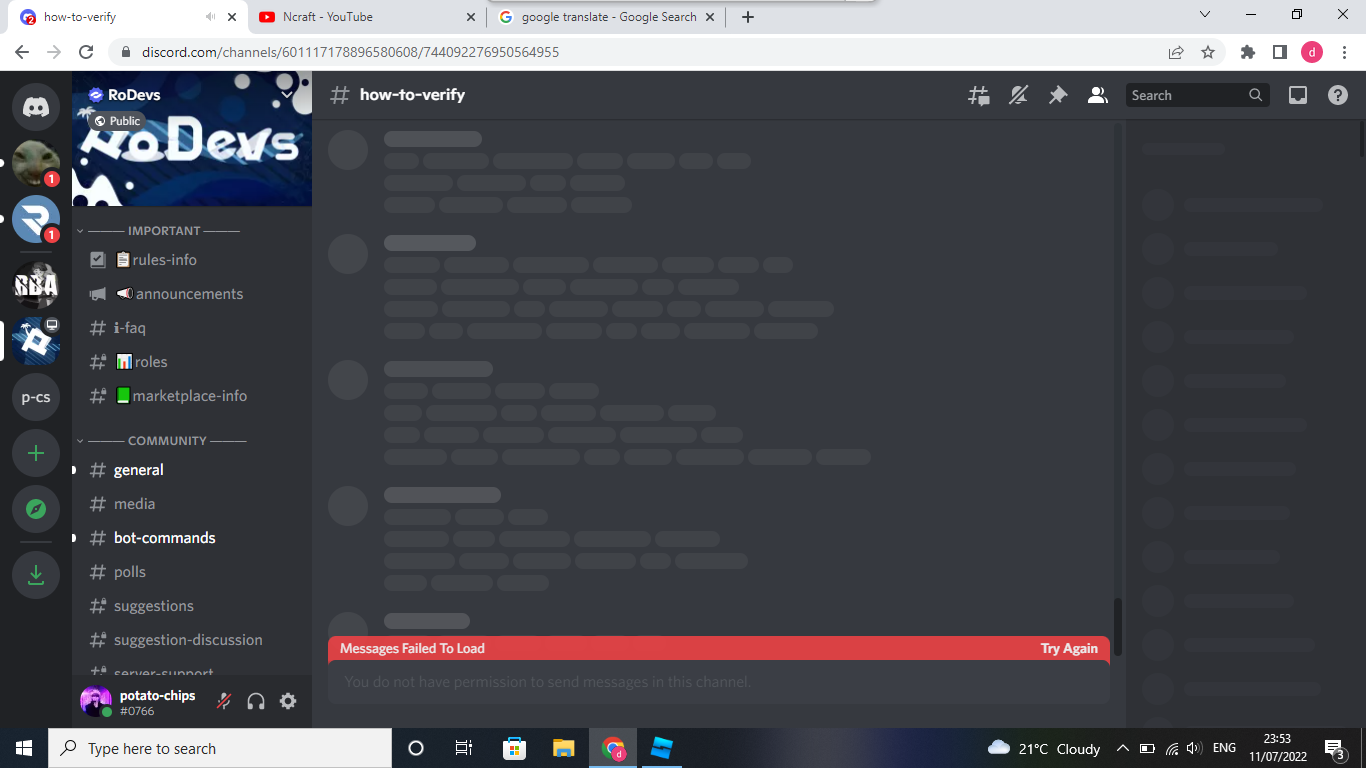 how-to-verify
Ncraft - YouTube
google translate - Google Search
discord.com/channels/601117178896580608/744092276950564955
d
2
1
1
RBA
p-cs
RoDevs
Public
RoDevs
IMPORTANT
rules-info
announcements
i-faq
roles
marketplace-info
COMMUNITY
general
media
bot-commands
polls
suggestions
suggestion-discussion
server-support
potato-chips
#0766
how-to-verify
Search
Messages Failed To Load
Try Again
You do not have permission to send messages in this channel.
Type here to search
d
21°C Cloudy
ENG
23:53
11/07/2022
3